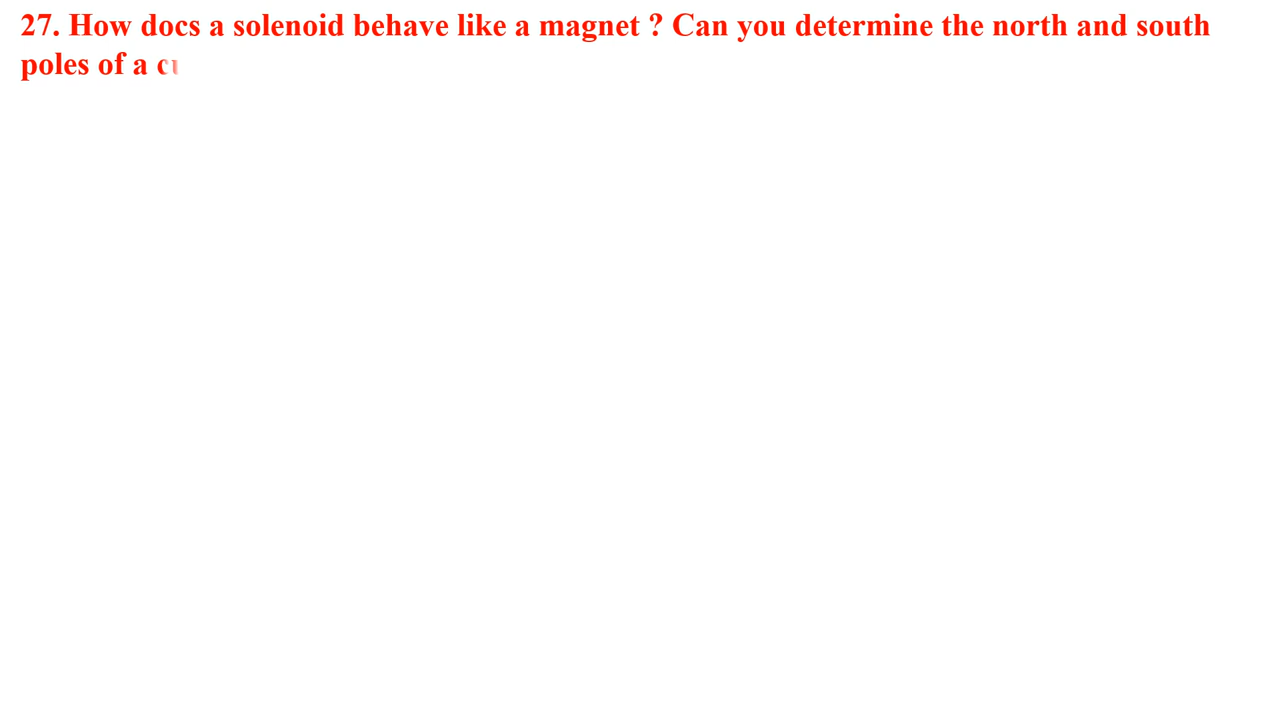 27. How docs a solenoid behave like a magnet ? Can you determine the north and south
poles of a